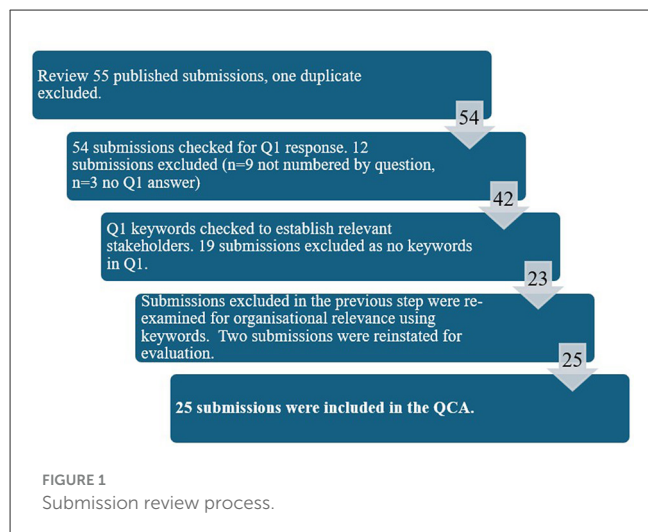 Review 55 published submissions, one duplicate
excluded.
54
54 submissions checked for Q1 response. 12
submissions excluded (n=9 not numbered by question,
n=3 no Q1 answer)
42
Q1 keywords checked to establish relevant
stakeholders. 19 submissions excluded as no keywords
in Q1.
23
Submissions excluded in the previous step were re-
examined for organisational relevance using
keywords. Two submissions were reinstated for
evaluation.
25
25 submissions were included in the QCA.
FIGURE 1
Submission review process.